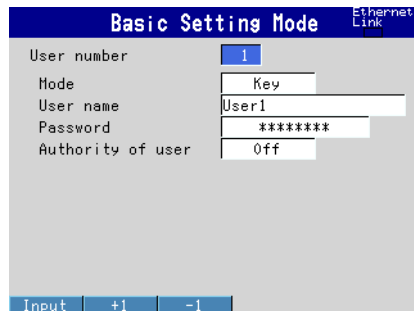 Basic Setting Mode
Ethernet
Link
User number 1
Mode Key
User name User1
Password ********
Authority of user Off
Input +1 -1